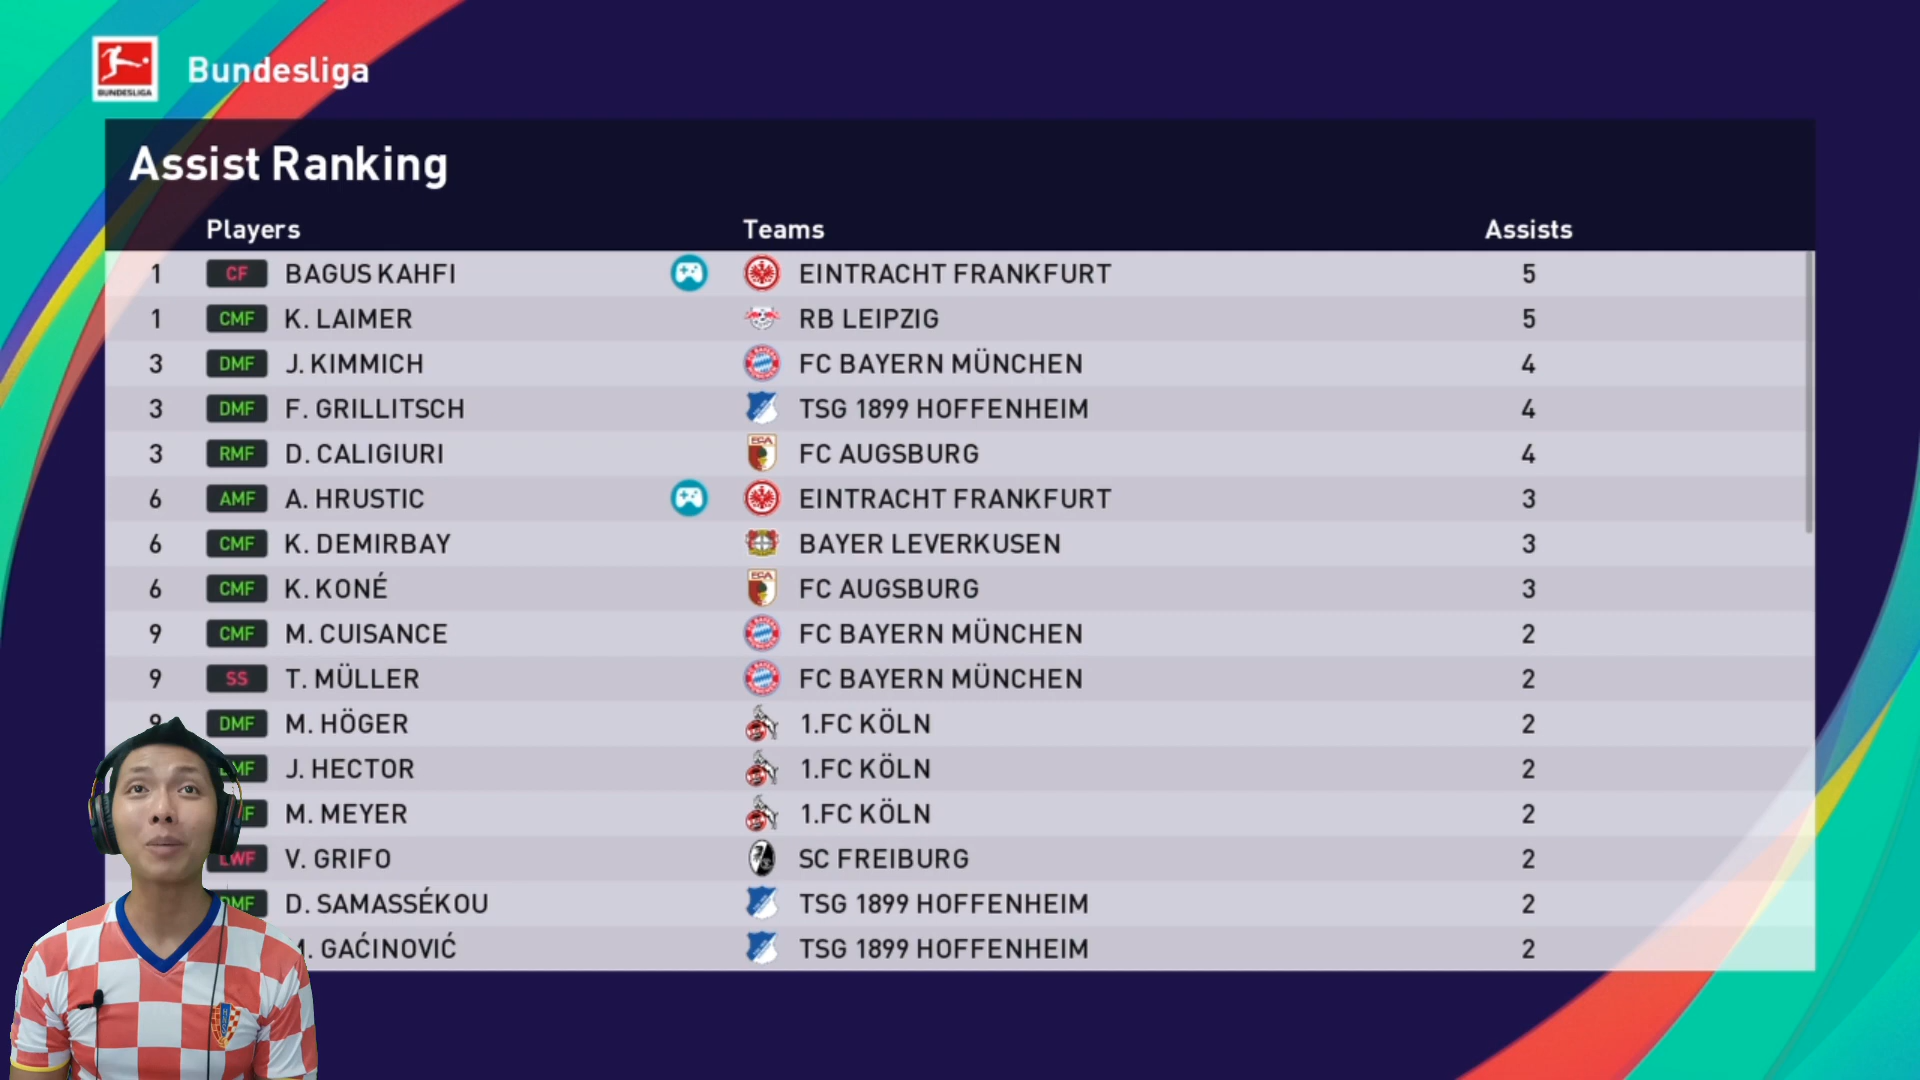 BUNDESLIGA
Bundesliga
Assist Ranking
Players Teams Assists
1 CF BAGUS KAHFI EINTRACHT FRANKFURT 5
1 CMF K. LAIMER RB LEIPZIG 5
3 DMF J. KIMMICH FC BAYERN MÜNCHEN 4
3 DMF F. GRILLITSCH TSG 1899 HOFFENHEIM 4
3 RMF D. CALIGIURI FC AUGSBURG 4
6 AMF A. HRUSTIC EINTRACHT FRANKFURT 3
6 CMF K. DEMIRBAY BAYER LEVERKUSEN 3
6 CMF K. KONÉ FC AUGSBURG 3
9 CMF M. CUISANCE FC BAYERN MÜNCHEN 2
9 SS T. MÜLLER FC BAYERN MÜNCHEN 2
9 DMF M. HÖGER 1.FC KÖLN 2
J. HECTOR 1.FC KÖLN 2
M. MEYER 1.FC KÖLN 2
LWF V. GRIFO SC FREIBURG 2
DMF D. SAMASSÉKOU TSG 1899 HOFFENHEIM 2
M. GAĆINOVIĆ TSG 1899 HOFFENHEIM 2